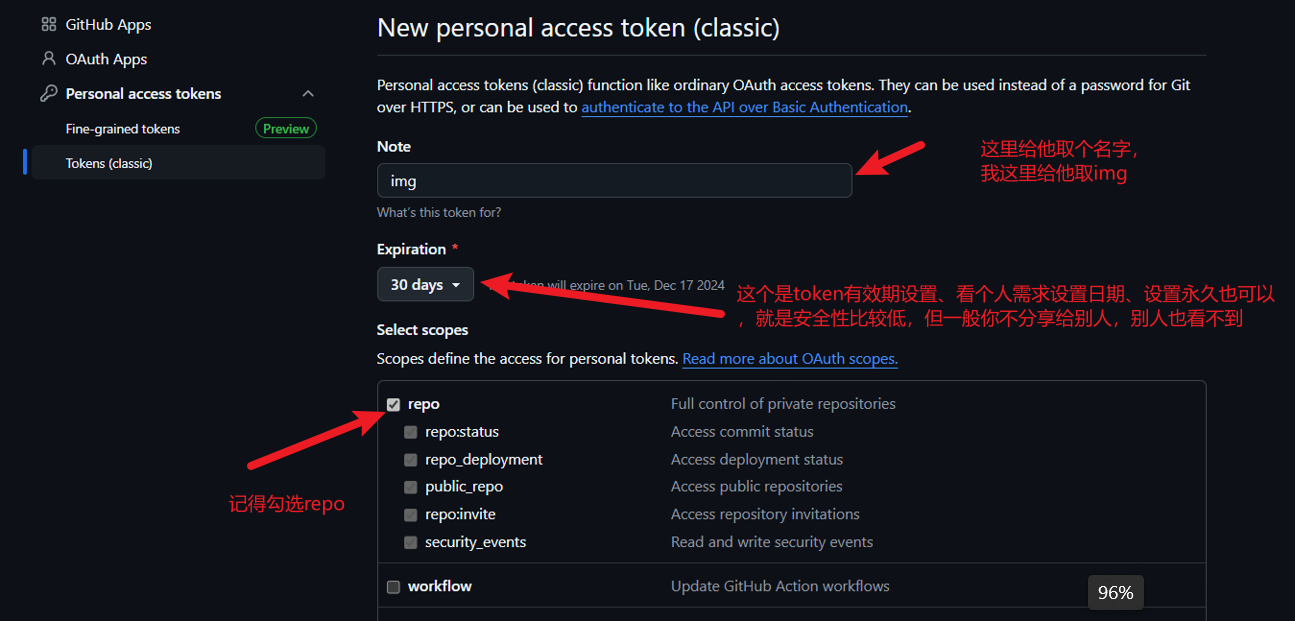 GitHub Apps
OAuth Apps
Personal access tokens
Fine-grained tokens
Preview
Tokens (classic)
New personal access token (classic)
Personal access tokens (classic) function like ordinary OAuth access tokens. They can be used instead of a password for Git
over HTTPS, or can be used to authenticate to the API over Basic Authentication.
Note
img
What's this token for?
这里给他取个名字，
我这里给他取img
Expiration *
30 days
token will expire on Tue, Dec 17 2024
这个是token有效期设置、看个人需求设置日期、设置永久也可以
，就是安全性比较低，但一般你不分享给别人，别人也看不到
Select scopes
Scopes define the access for personal tokens. Read more about OAuth scopes.
repo Full control of private repositories
repo:status Access commit status
repo_deployment Access deployment status
public_repo Access public repositories
repo:invite Access repository invitations
security_events Read and write security events
记得勾选repo
workflow Update GitHub Action workflows
96%